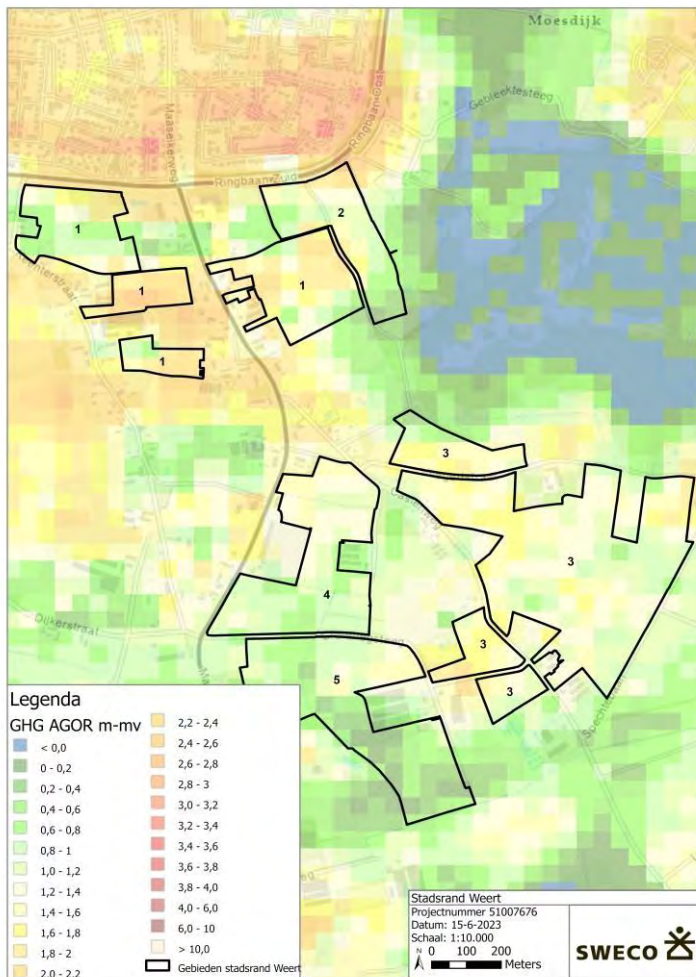 Moesdijk
Gebleektesteeg
Ringbaan Oost
Maaseikerweg
Ringbaan Zuid
2
1
1
1
1
3
3
4
Dijkerstraat
3
5
3
Legenda
GHG AGOR m-mv
< 0,0
0 - 0,2
0,2 - 0,4
0,4 - 0,6
0,6 - 0,8
0,8 - 1
1,0 - 1,2
1,2 - 1,4
1,4 - 1,6
1,6 - 1,8
1,8 - 2
2,0 - 2,2
2,2 - 2,4
2,4 - 2,6
2,6 - 2,8
2,8 - 3
3,0 - 3,2
3,2 - 3,4
3,4 - 3,6
3,6 - 3,8
3,8 - 4,0
4,0 - 6,0
6,0 - 10
> 10,0
Gebieden stadsrand Weert
Stadsrand Weert
Projectnummer 51007676
Datum: 15-6-2023
Schaal: 1:10.000
N
0 100 200
Meters
SWECO